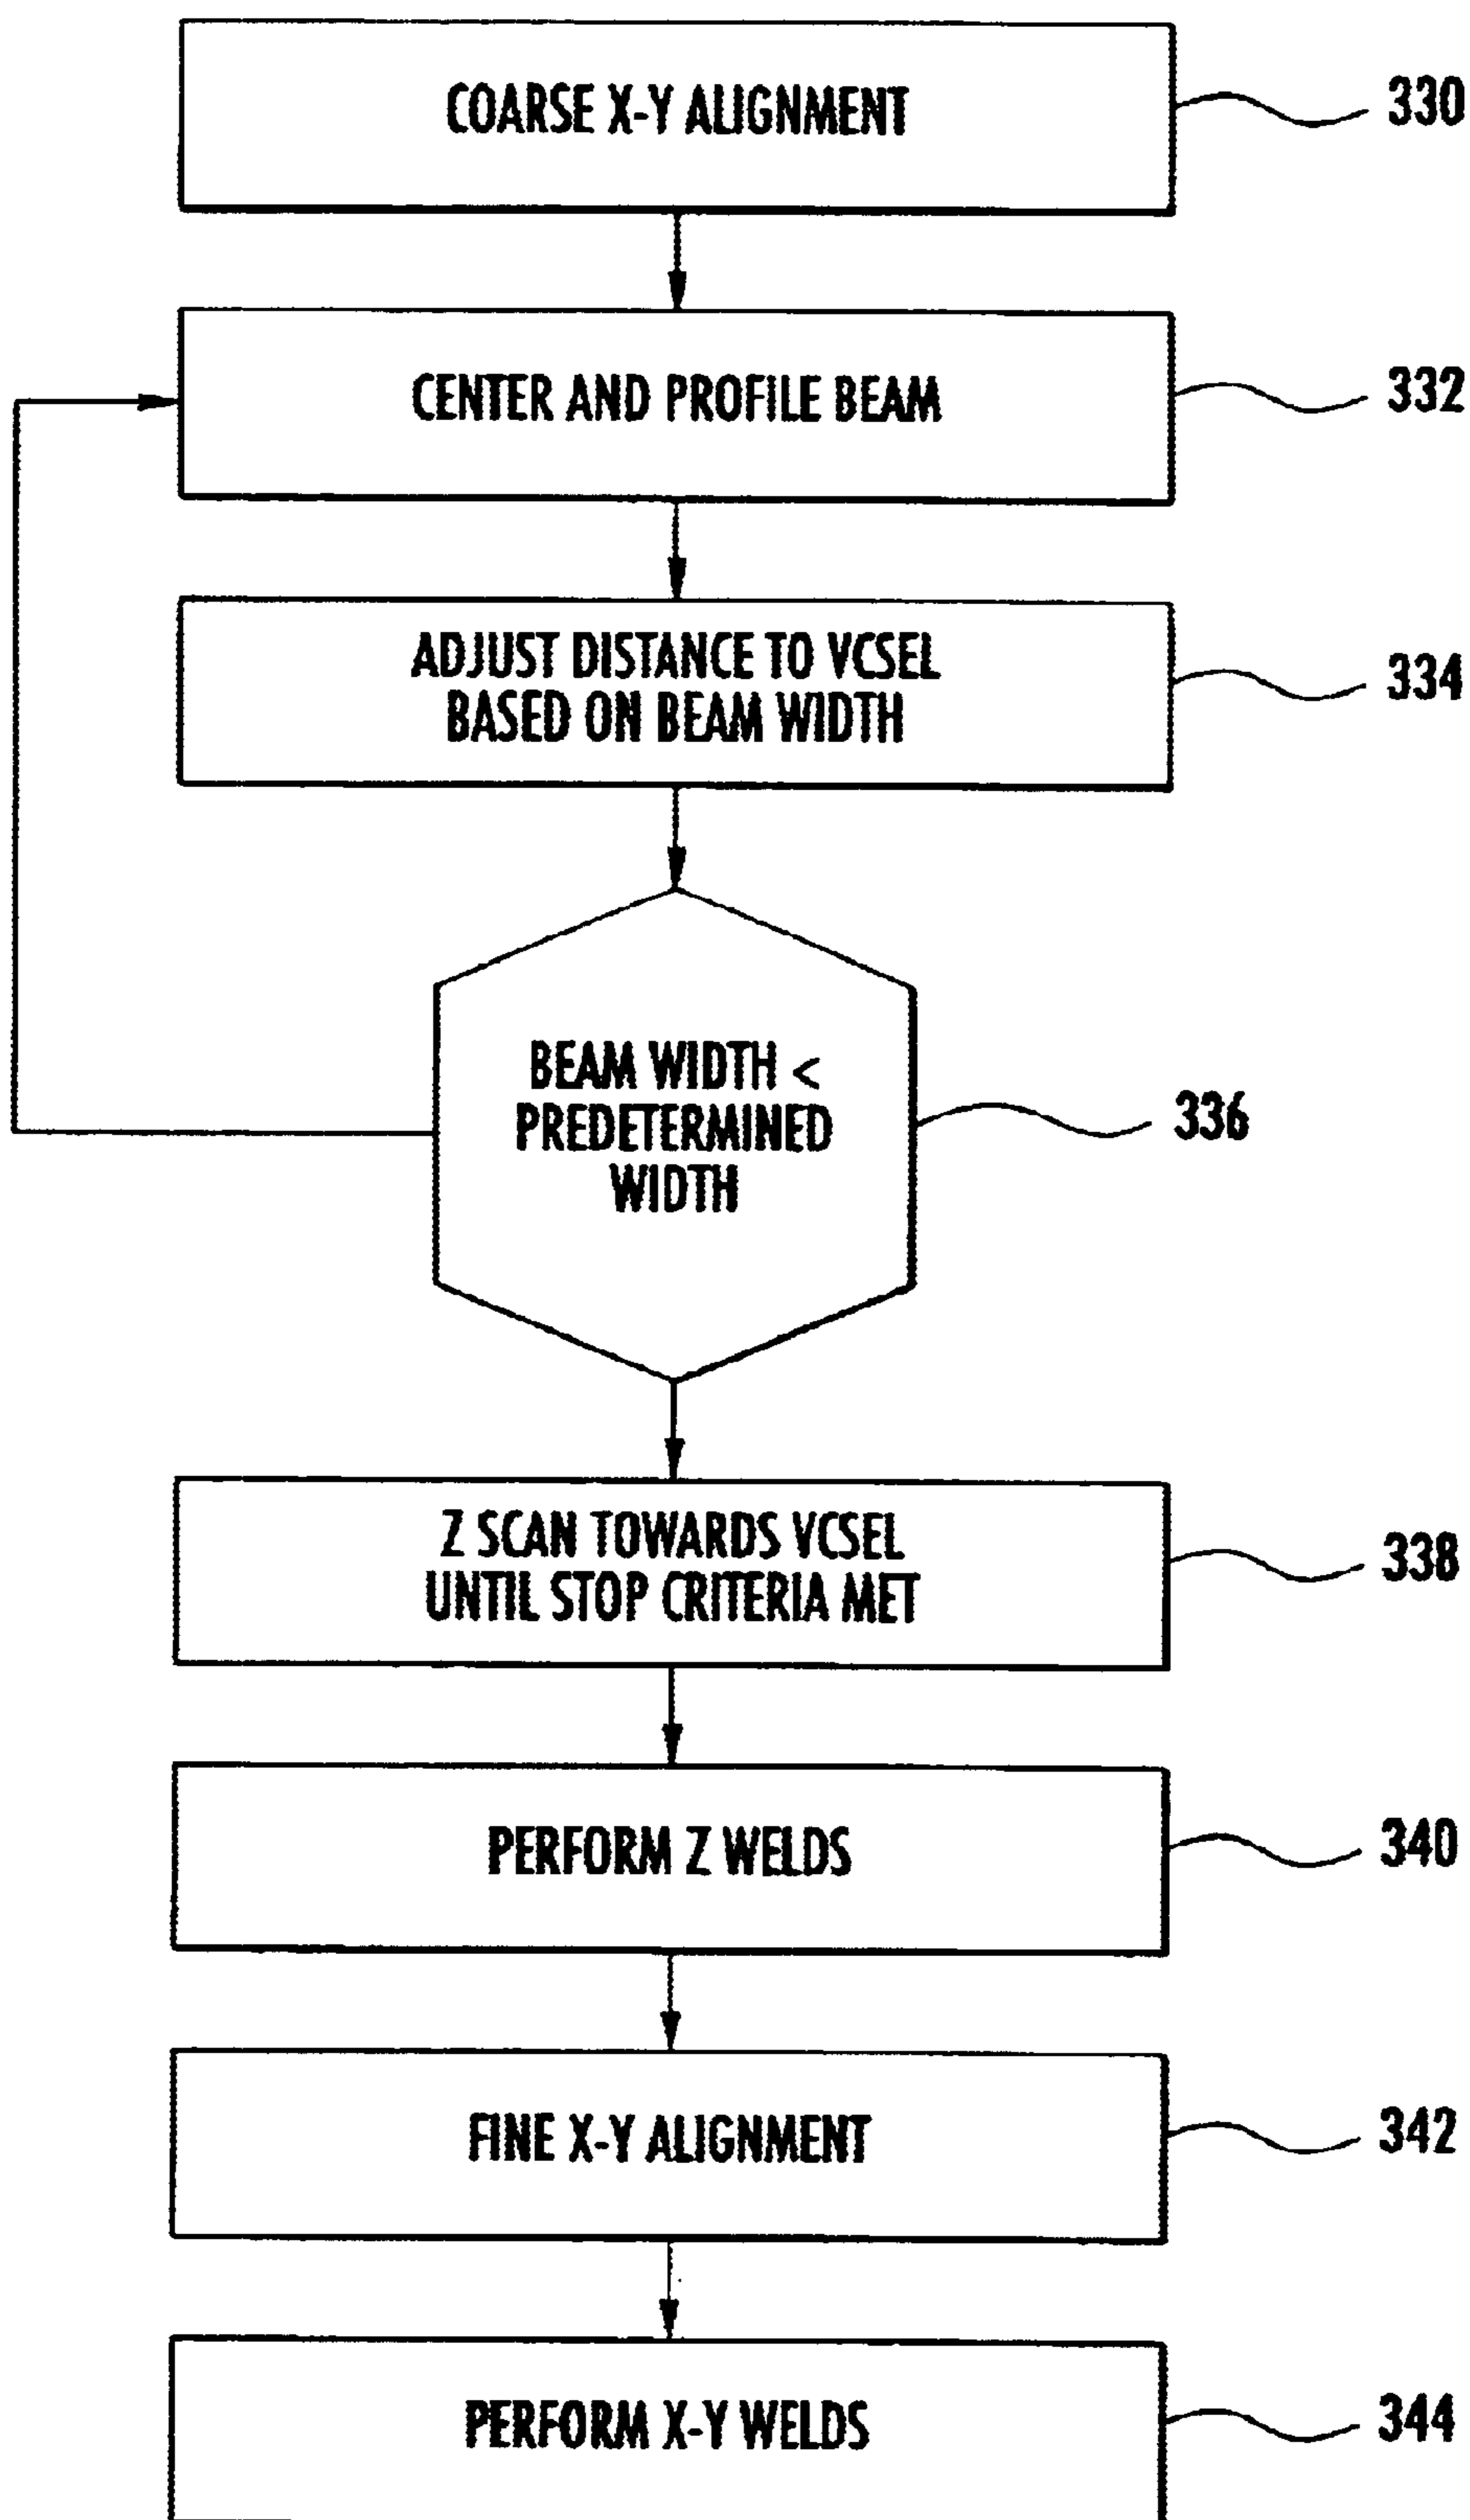 COARSE X-Y ALIGNMENT
330
CENTER AND PROFILE BEAM
332
ADJUST DISTANCE TO VCSEL
BASED ON BEAM WIDTH
334
BEAM WIDTH <
PREDETERMINED
WIDTH
336
Z SCAN TOWARDS VCSEL
UNTIL STOP CRITERIA MET
338
PERFORM Z WELDS
340
FINE X-Y ALIGNMENT
342
PERFORM X-Y WELDS
344